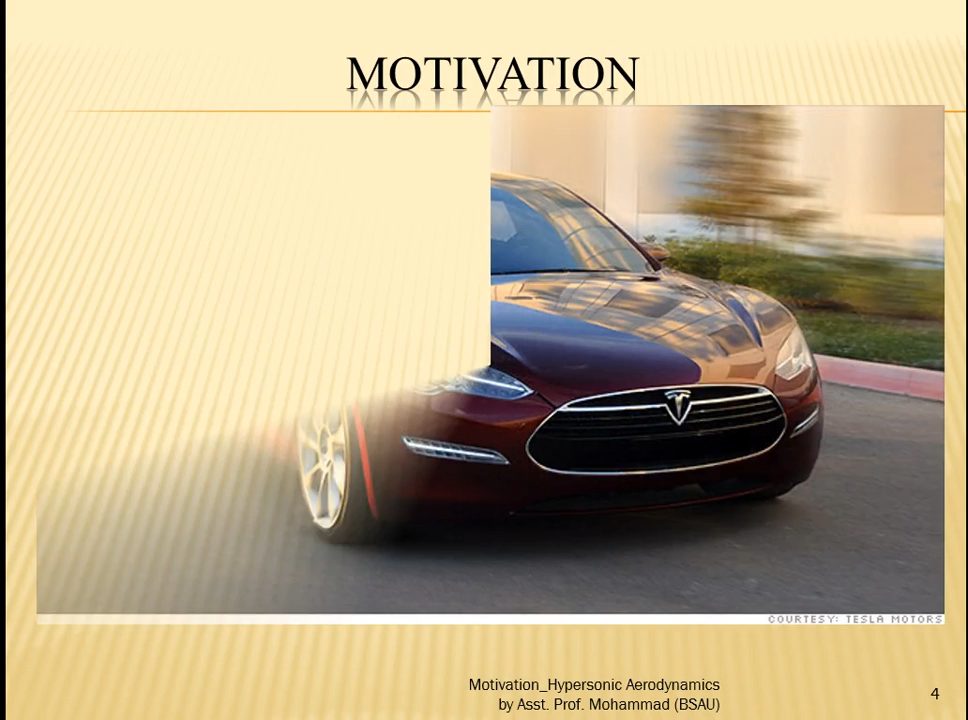 MOTIVATION
COURTESY: TESLA MOTORS
Motivation_Hypersonic Aerodynamics
by Asst. Prof. Mohammad (BSAU)
4